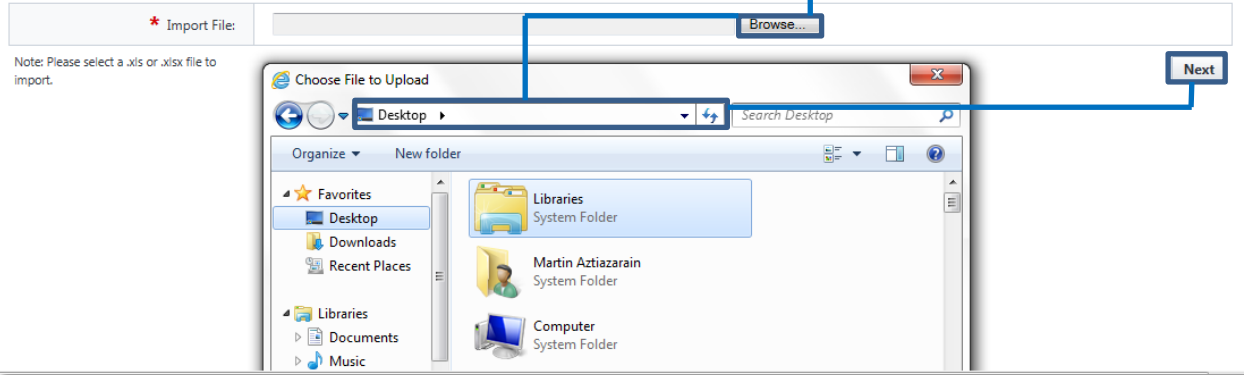 * Import File:
Browse...
Note: Please select a .xls or .xlsx file to
import.
Next
Choose File to Upload
Desktop
Search Desktop
Organize
New folder
Favorites
Desktop
Downloads
Recent Places
Libraries
Documents
Music
Libraries
System Folder
Martin Aztiazarain
System Folder
Computer
System Folder